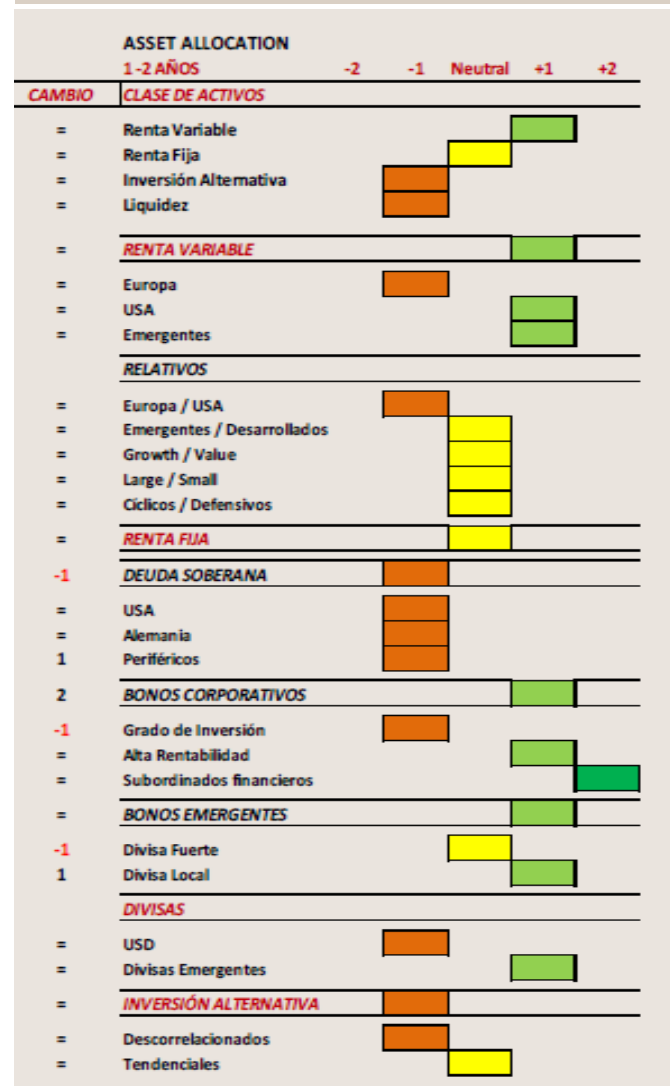 ASSET ALLOCATION
1-2 AÑOS -2 -1 Neutral +1 +2
CAMBIO CLASE DE ACTIVOS
= Renta Variable
= Renta Fija
= Inversión Alternativa
= Liquidez
= RENTA VARIABLE
= Europa
= USA
= Emergentes
RELATIVOS
= Europa / USA
= Emergentes / Desarrollados
= Growth / Value
= Large / Small
= Cíclicos / Defensivos
= RENTA FIJA
-1 DEUDA SOBERANA
= USA
= Alemania
1 Periféricos
2 BONOS CORPORATIVOS
-1 Grado de Inversión
= Alta Rentabilidad
= Subordinados financieros
= BONOS EMERGENTES
-1 Divisa Fuerte
1 Divisa Local
DIVISAS
= USD
= Divisas Emergentes
= INVERSIÓN ALTERNATIVA
= Descorrelacionados
= Tendenciales